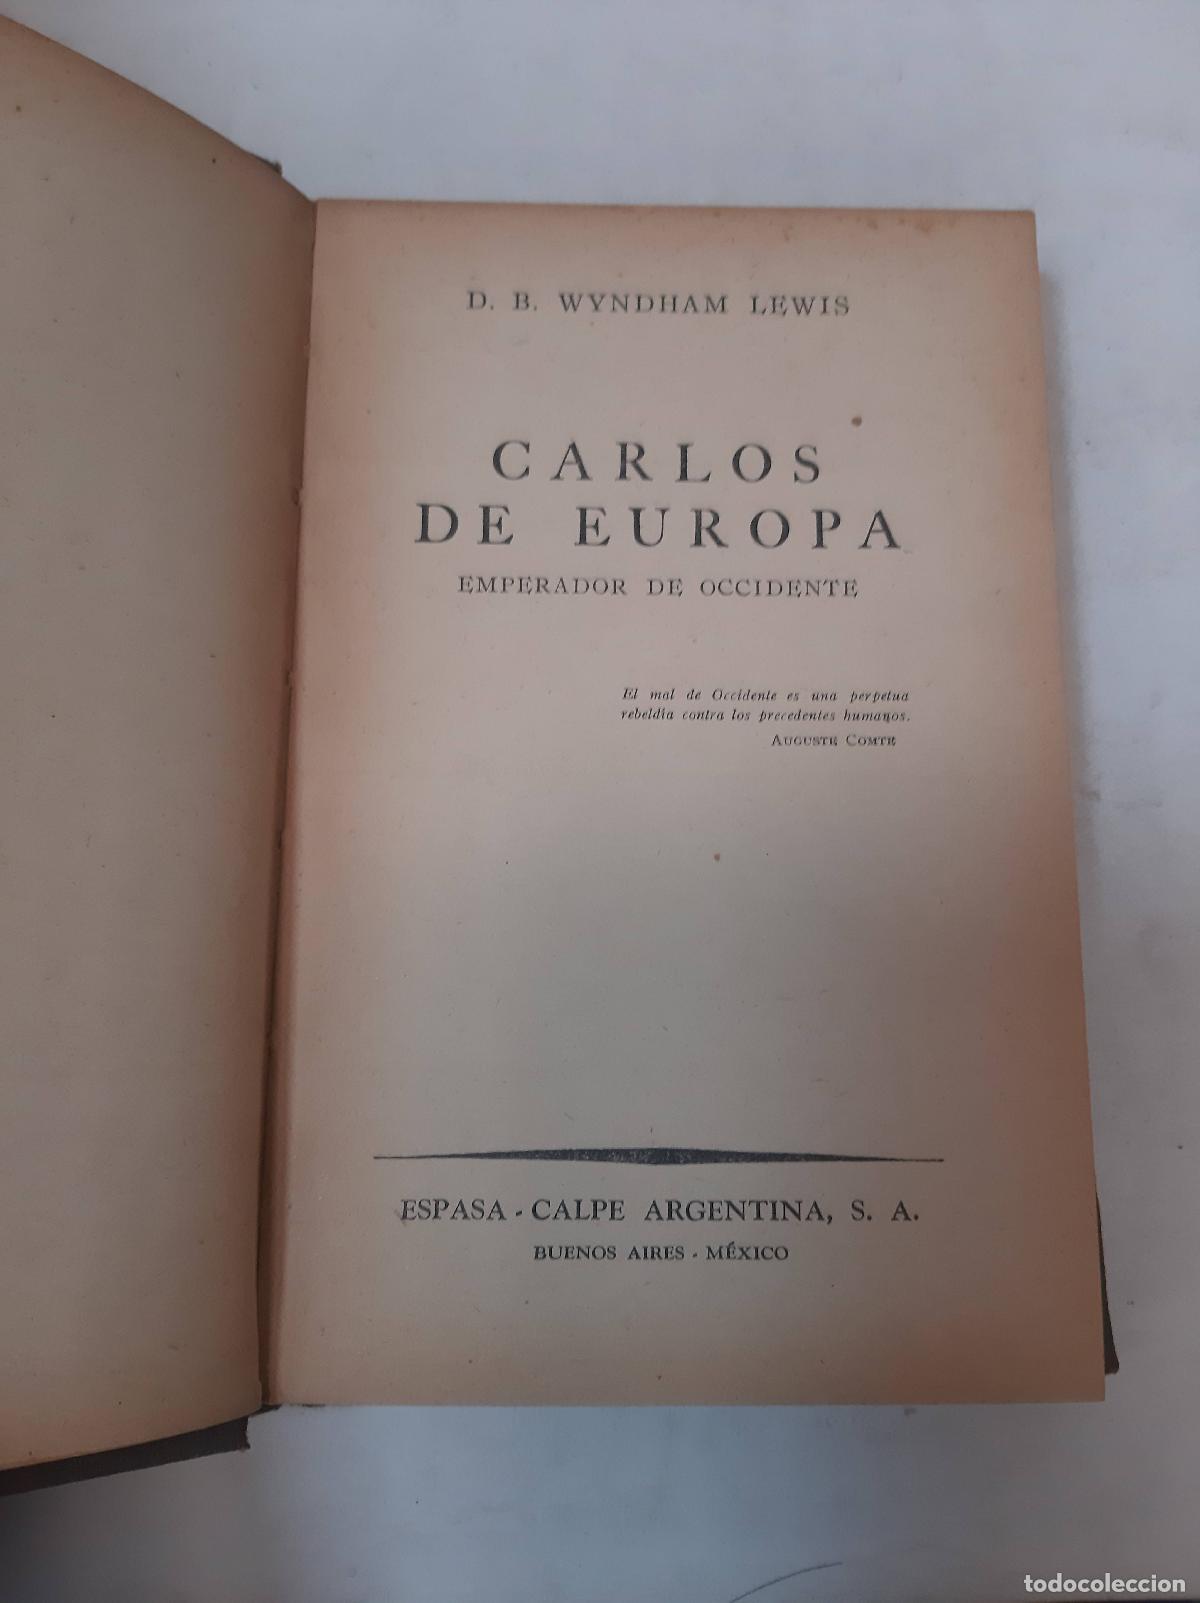 D. B. WYNDHAM LEWIS
CARLOS
DE EUROPA
EMPERADOR DE OCCIDENTE
El mal de Occidente es una perpetua
rebeldía contra los precedentes humanos.
AUGUSTE COMTE
ESPASA - CALPE ARGENTINA, S. A.
BUENOS AIRES - MÉXICO
todocoleccion